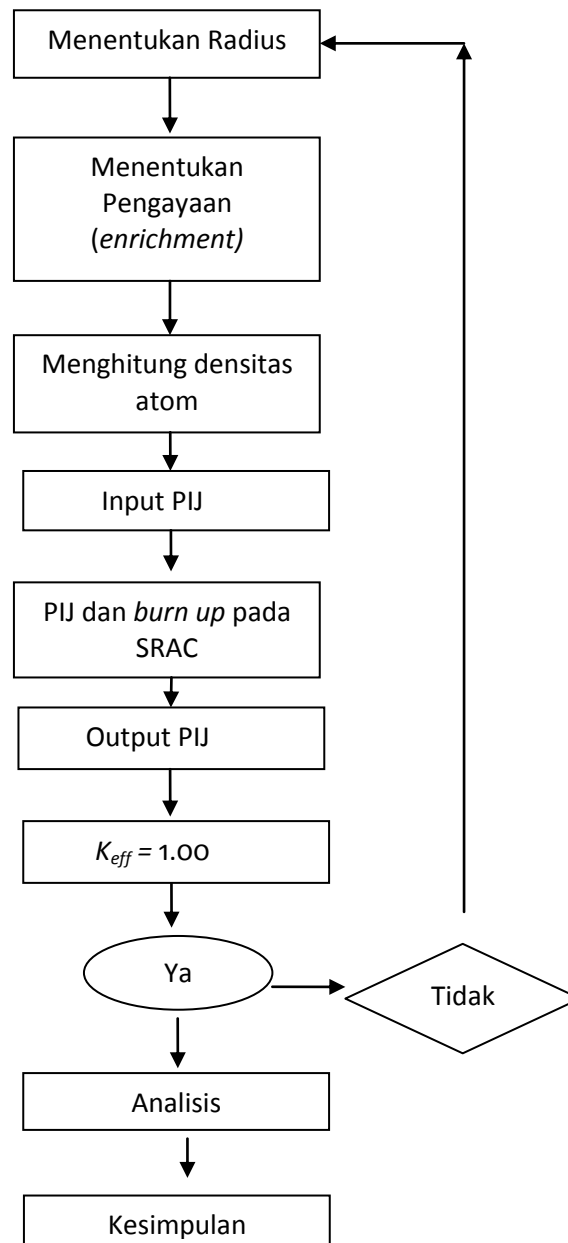 Menentukan Radius
Menentukan
Pengayaan
(enrichment)
Menghitung densitas
atom
Input PIJ
PIJ dan burn up pada
SRAC
Output PIJ
Keff = 1.00
Ya
Tidak
Analisis
Kesimpulan